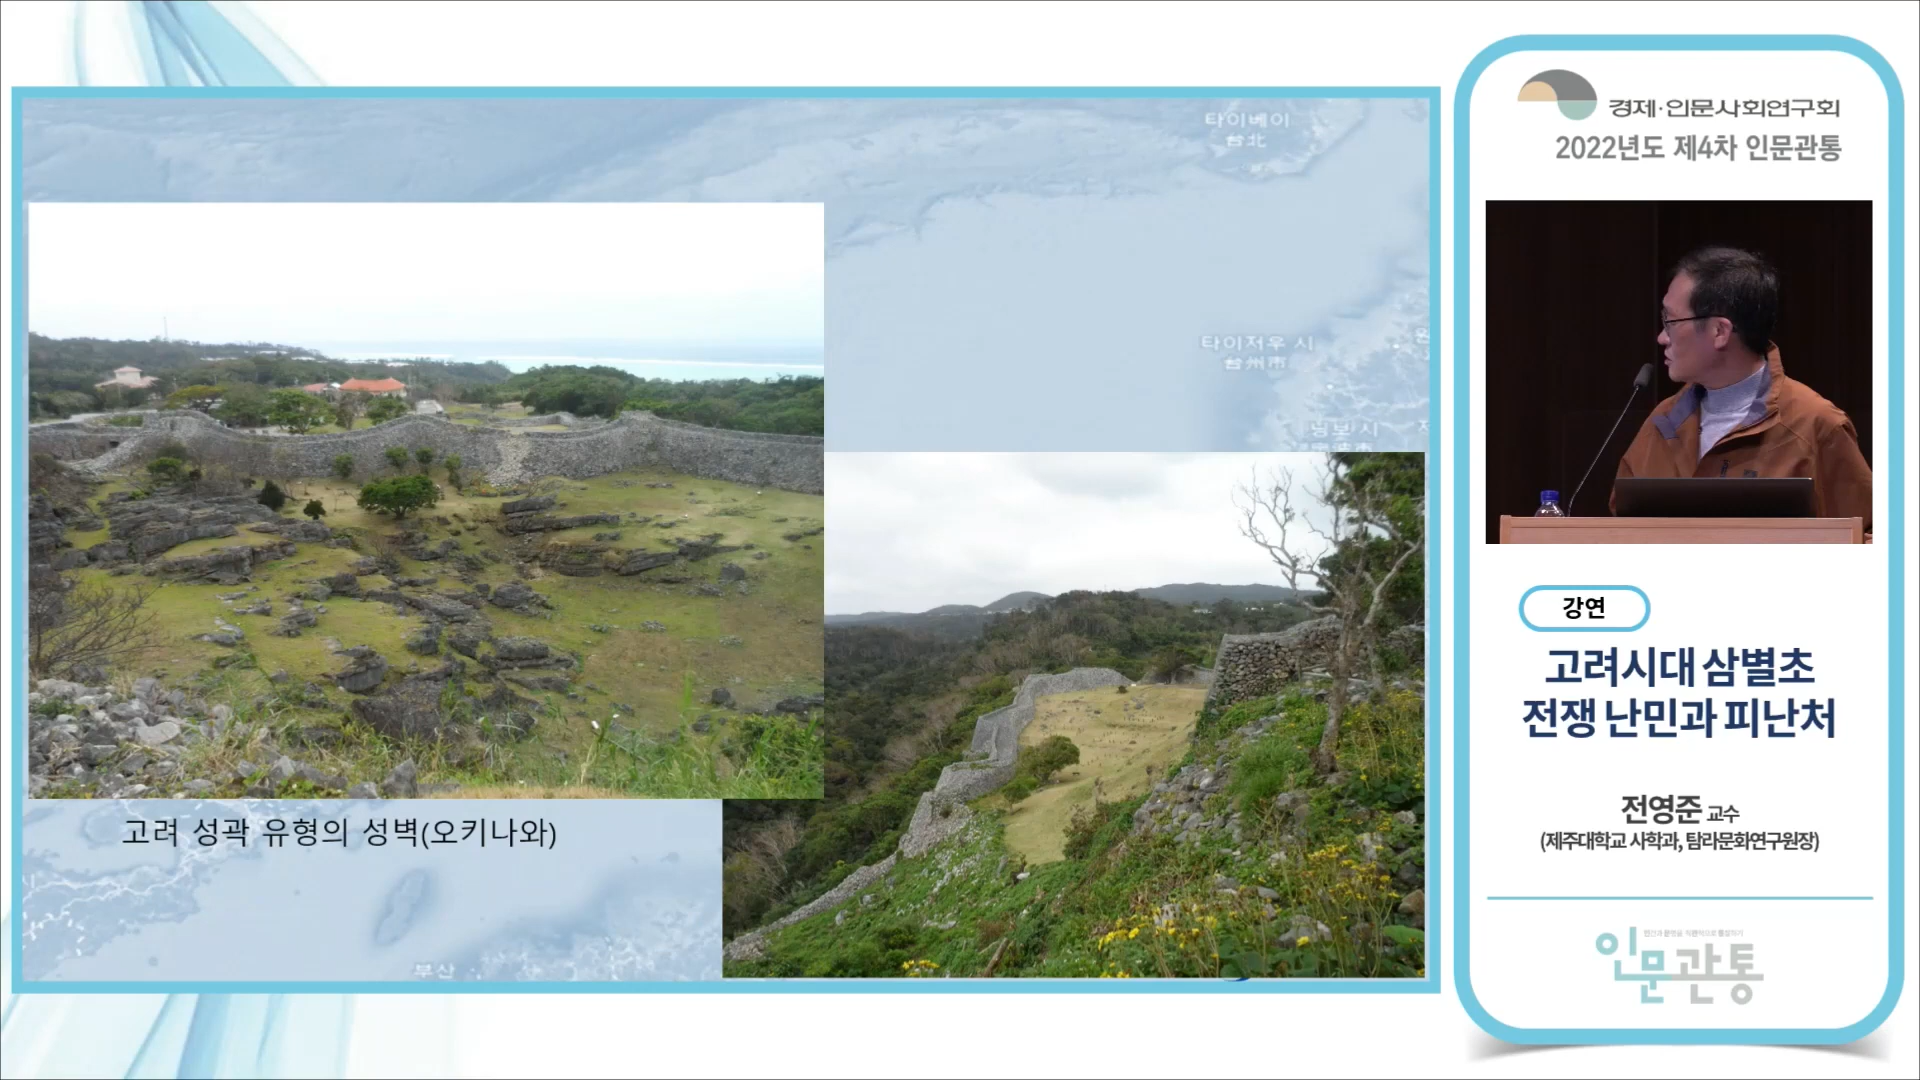 타이베이
台北
타이저우 시
台州市
닝보 시
고려 성곽 유형의 성벽(오키나와)
부산
경제·인문사회연구회
2022년도 제4차 인문관통
강연
고려시대 삼별초
전쟁 난민과 피난처
전영준 교수
(제주대학교 사학과, 탐라문화연구원장)
인문관통